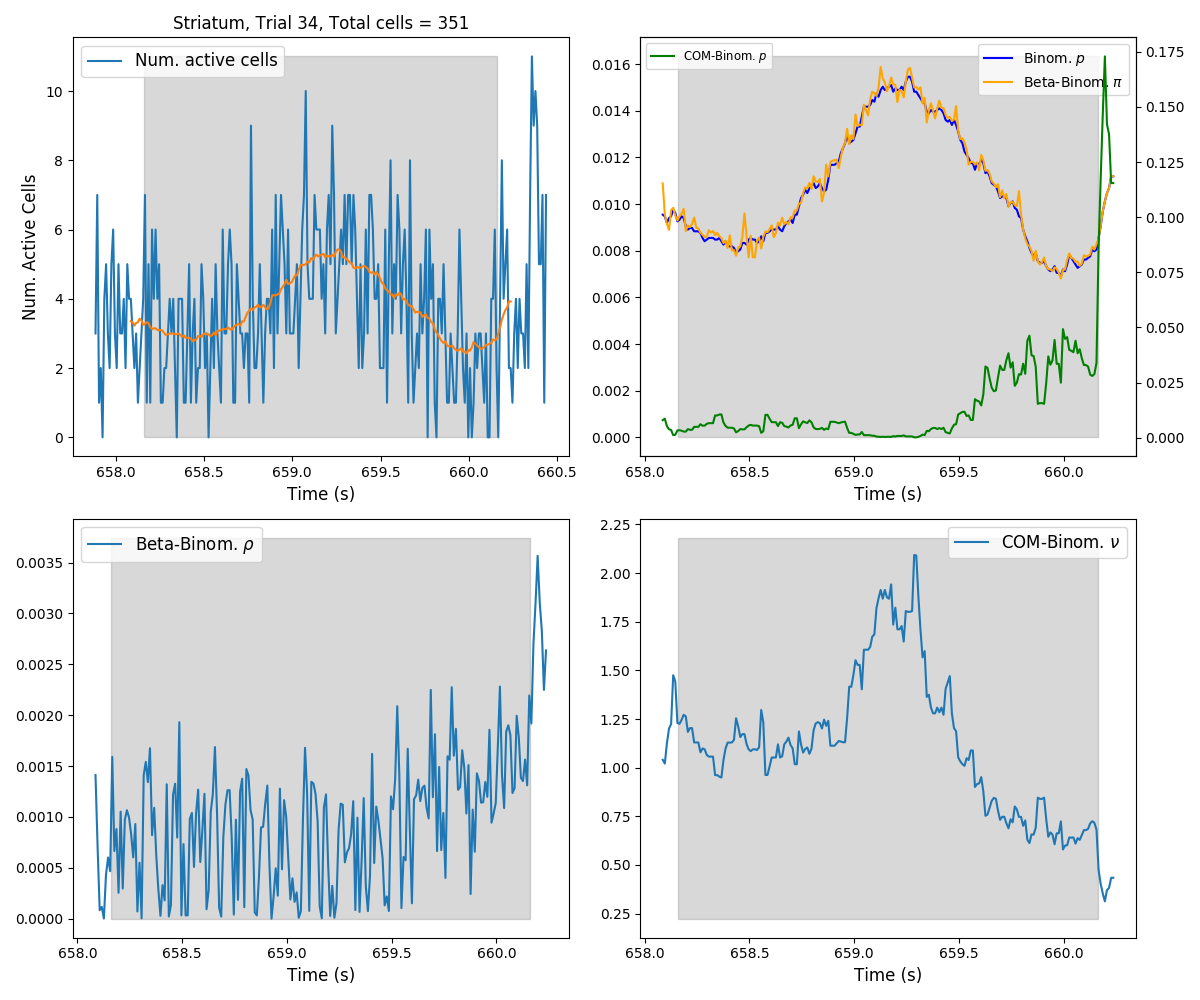 Striatum, Trial 34, Total cells = 351
Num. active cells
Num. Active Cells
10
8
6
4
2
0
658.0 658.5 659.0 659.5 660.0 660.5
Time (s)
COM-Binom. p
Binom. p
Beta-Binom. π
0.016
0.014
0.012
0.010
0.008
0.006
0.004
0.002
0.000
0.175
0.150
0.125
0.100
0.075
0.050
0.025
0.000
658.0 658.5 659.0 659.5 660.0
Time (s)
Beta-Binom. ρ
0.0035
0.0030
0.0025
0.0020
0.0015
0.0010
0.0005
0.0000
658.0 658.5 659.0 659.5 660.0
Time (s)
COM-Binom. ν
2.25
2.00
1.75
1.50
1.25
1.00
0.75
0.50
0.25
658.0 658.5 659.0 659.5 660.0
Time (s)